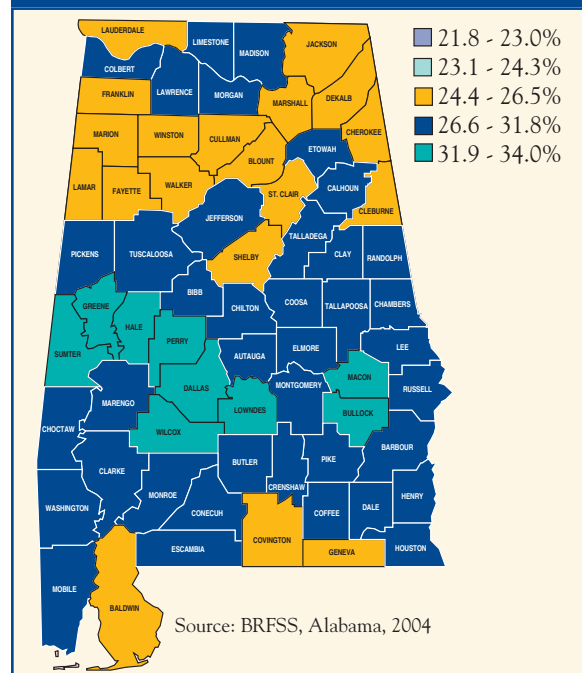 LAUDERDALE
LIMESTONE
MADISON
JACKSON
COLBERT
LAWRENCE
FRANKLIN
MORGAN
MARSHALL
DEKALB
MARION
WINSTON
CULLMAN
CHEROKEE
ETOWAH
BLOUNT
LAMAR
FAYETTE
WALKER
ST. CLAIR
CALHOUN
CLEBURNE
JEFFERSON
TALLADEGA
PICKENS
TUSCALOOSA
SHELBY
CLAY
RANDOLPH
BIBB
GREENE
HALE
CHILTON
COOSA
TALLAPOOSA
CHAMBERS
SUMTER
PERRY
AUTAUGA
ELMORE
LEE
MACON
DALLAS
MONTGOMERY
RUSSELL
MARENGO
LOWNDES
BULLOCK
CHOCTAW
WILCOX
BARBOUR
CLARKE
BUTLER
PIKE
CRENSHAW
MONROE
HENRY
WASHINGTON
CONECUH
COFFEE
DALE
COVINGTON
ESCAMBIA
GENEVA
HOUSTON
MOBILE
BALDWIN
21.8 - 23.0%
23.1 - 24.3%
24.4 - 26.5%
26.6 - 31.8%
31.9 - 34.0%
Source: BRFSS, Alabama, 2004